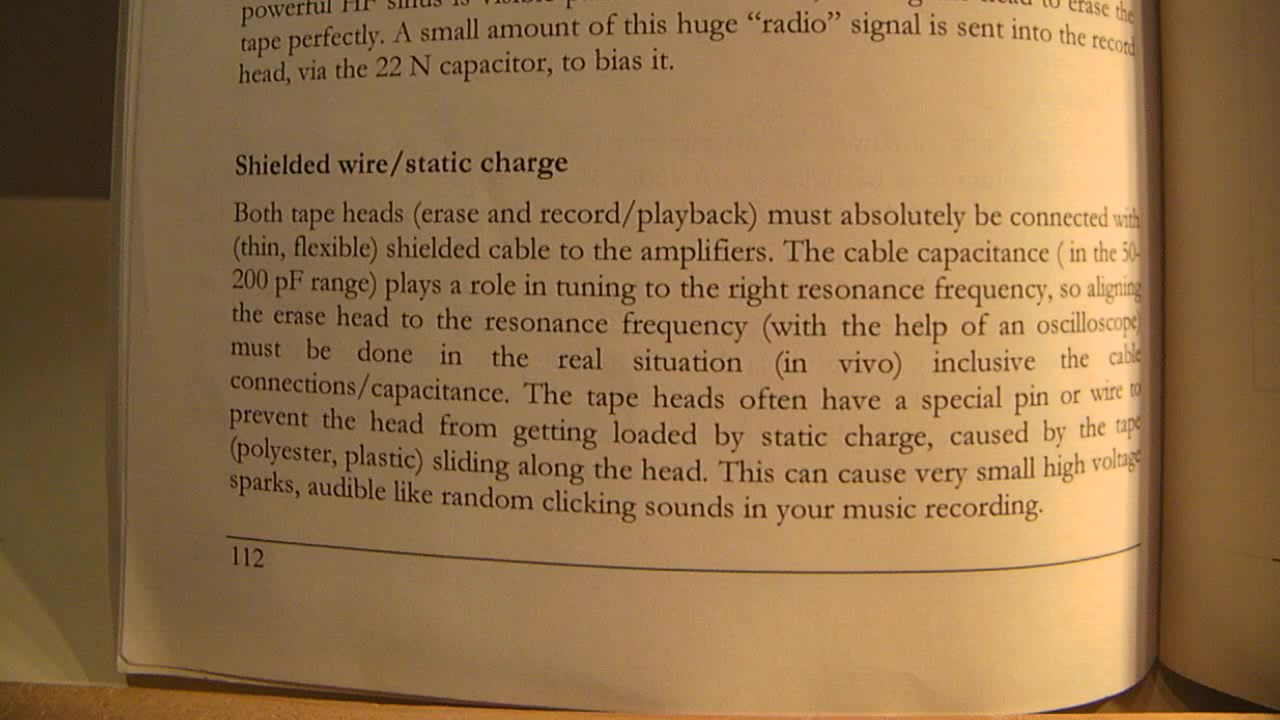 powerful HF sinus is
to erase the
tape perfectly. A small amount of this huge “radio” signal is sent into the record
head, via the 22 N capacitor, to bias it.
Shielded wire/static charge
Both tape heads (erase and record/playback) must absolutely be connected with
(thin, flexible) shielded cable to the amplifiers. The cable capacitance ( in the 50-
200 pF range) plays a role in tuning to the right resonance frequency, so aligning
the erase head to the resonance frequency (with the help of an oscilloscope)
must be done in the real situation (in vivo) inclusive the cable
connections/capacitance. The tape heads often have a special pin or wire to
prevent the head from getting loaded by static charge, caused by the tape
(polyester, plastic) sliding along the head. This can cause very small high voltage
sparks, audible like random clicking sounds in your music recording.
112